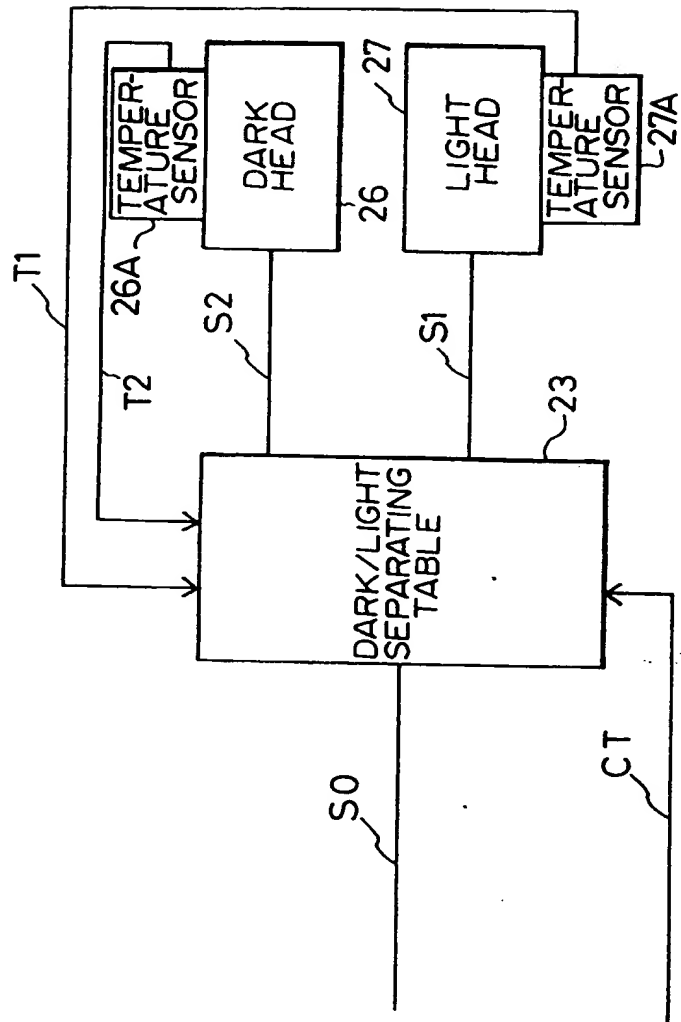 T1
T2
26A
TEMPER-
ATURE
SENSOR
DARK
HEAD
26
S2
27
LIGHT
HEAD
TEMPER-
ATURE
SENSOR
27A
S1
23
DARK/LIGHT
SEPARATING
TABLE
S0
CT